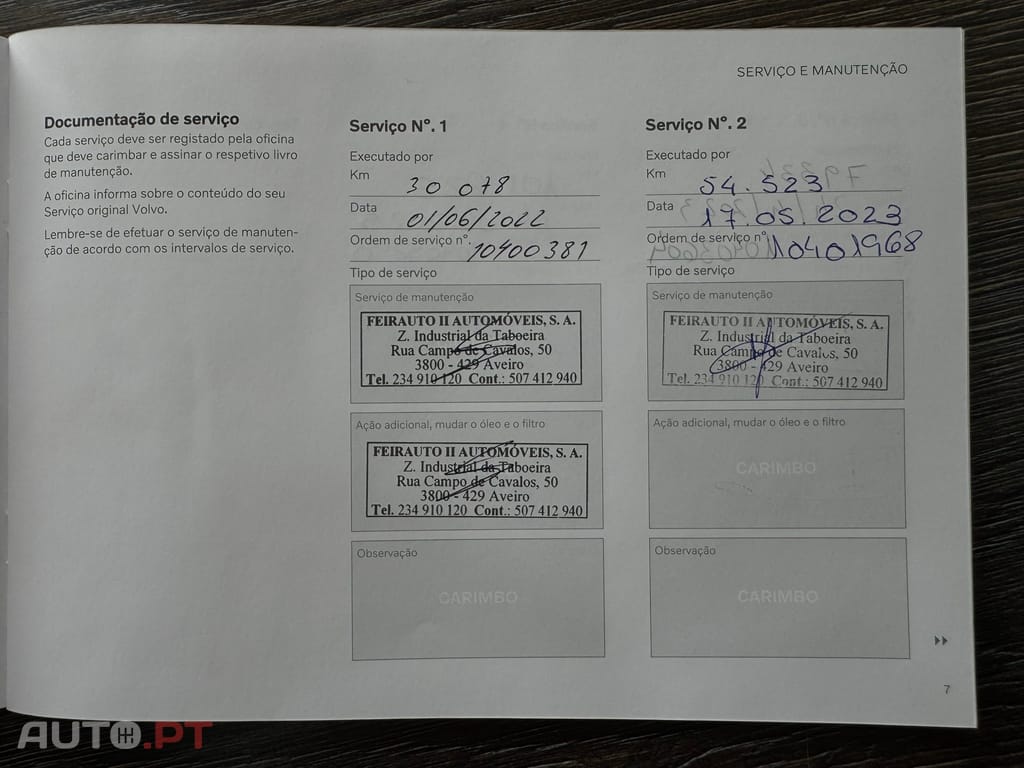 SERVIÇO E MANUTENÇÃO
Documentação de serviço
Cada serviço deve ser registado pela oficina
que deve carimbar e assinar o respetivo livro
de manutenção.
A oficina informa sobre o conteúdo do seu
Serviço original Volvo.
Lembre-se de efetuar o serviço de manuten-
ção de acordo com os intervalos de serviço.
Serviço Nº. 1
Executado por
Km 30 078
Data 01/06/2022
Ordem de serviço nº. 10400381
Tipo de serviço
Serviço de manutenção
FEIRAUTO II AUTOMÓVEIS, S. A.
Z. Industrial da Taboeira
Rua Campo de Cavalos, 50
3800 - 429 Aveiro
Tel. 234 910 120 Cont.: 507 412 940
Ação adicional, mudar o óleo e o filtro
FEIRAUTO II AUTOMÓVEIS, S. A.
Z. Industrial da Taboeira
Rua Campo de Cavalos, 50
3800 - 429 Aveiro
Tel. 234 910 120 Cont.: 507 412 940
Observação
CARIMBO
Serviço Nº. 2
Executado por
Km 54.523
Data 17.05.2023
Ordem de serviço nº 10401968
Tipo de serviço
Serviço de manutenção
FEIRAUTO II AUTOMÓVEIS, S. A.
Z. Industrial da Taboeira
Rua Campo de Cavalos, 50
3800 - 429 Aveiro
Tel. 234 910 120 Cont.: 507 412 940
Ação adicional, mudar o óleo e o filtro
CARIMBO
Observação
CARIMBO
7
AUTO.PT